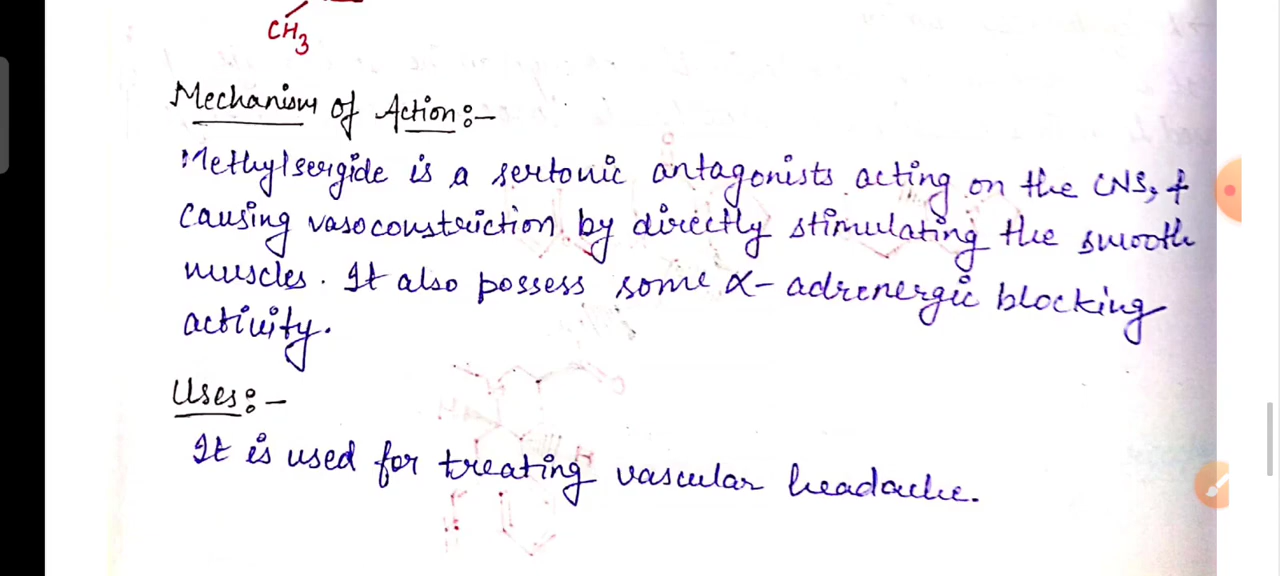 CH3
Mechanism of Action:-
Methylsergide is a sertonic antagonists acting on the CNS, &
causing vasoconstriction by directly stimulating the smooth
muscles. It also possess some α- adrenergic blocking
activity.
Uses:-
It is used for treating vascular headache.